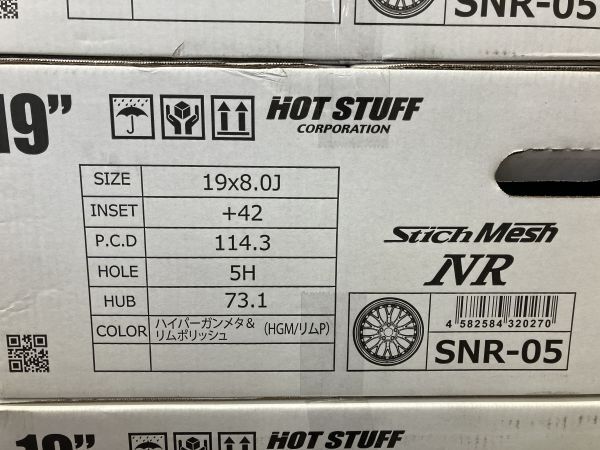 SNR-05
19"
HOT STUFF
CORPORATION
SIZE 19x8.0J
INSET +42
P.C.D 114.3
HOLE 5H
HUB 73.1
COLOR ハイパーガンメタ& (HGM/リムP)
リムポリッシュ
Stich Mesh
NR
4 582584 320270
SNR-05
19"
HOT STUFF